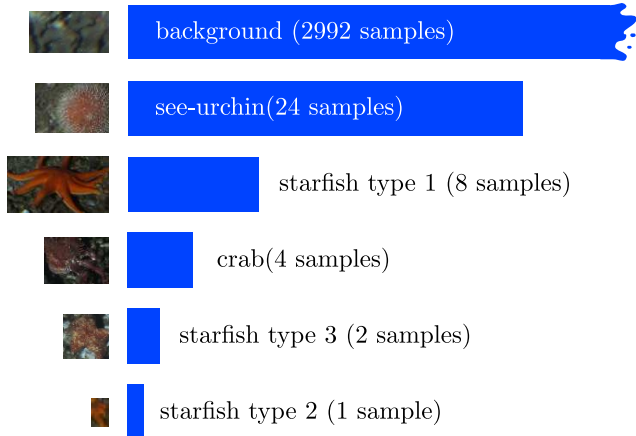 background (2992 samples)
see-urchin(24 samples)
starfish type 1 (8 samples)
crab(4 samples)
starfish type 3 (2 samples)
starfish type 2 (1 sample)